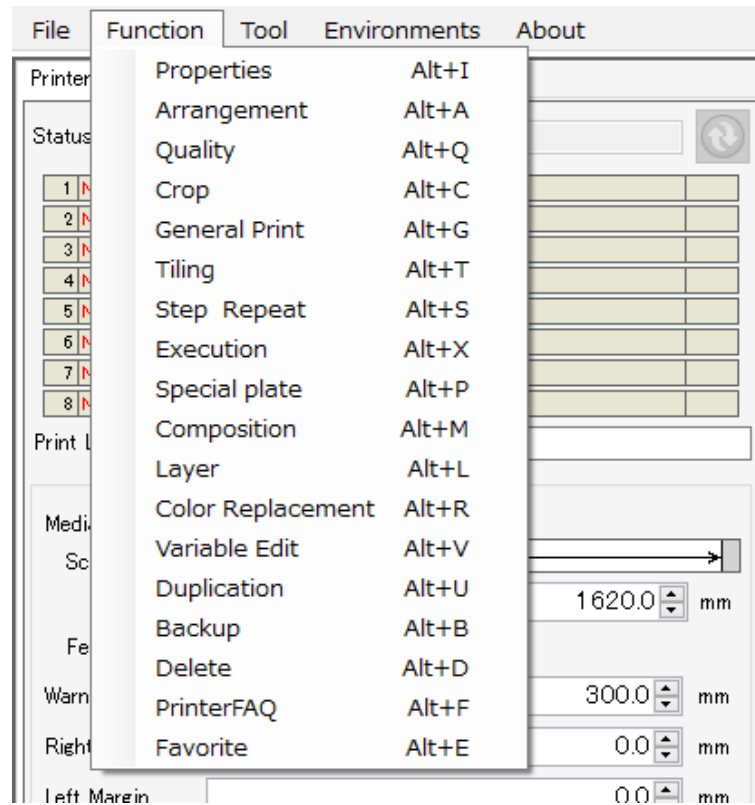 File Function Tool Environments About
Printer
Properties Alt+I
Arrangement Alt+A
Status
Quality Alt+Q
1 Crop Alt+C
2
General Print Alt+G
3
4 Tiling Alt+T
5 Step Repeat Alt+S
6 Execution Alt+X
7
Special plate Alt+P
8
Composition Alt+M
Print
Layer Alt+L
Color Replacement Alt+R
Variable Edit Alt+V
Duplication Alt+U
1620.0 mm
Backup Alt+B
Delete Alt+D
300.0 mm
PrinterFAQ Alt+F
Right
Favorite Alt+E
0.0 mm
Left Margin 0.0 mm